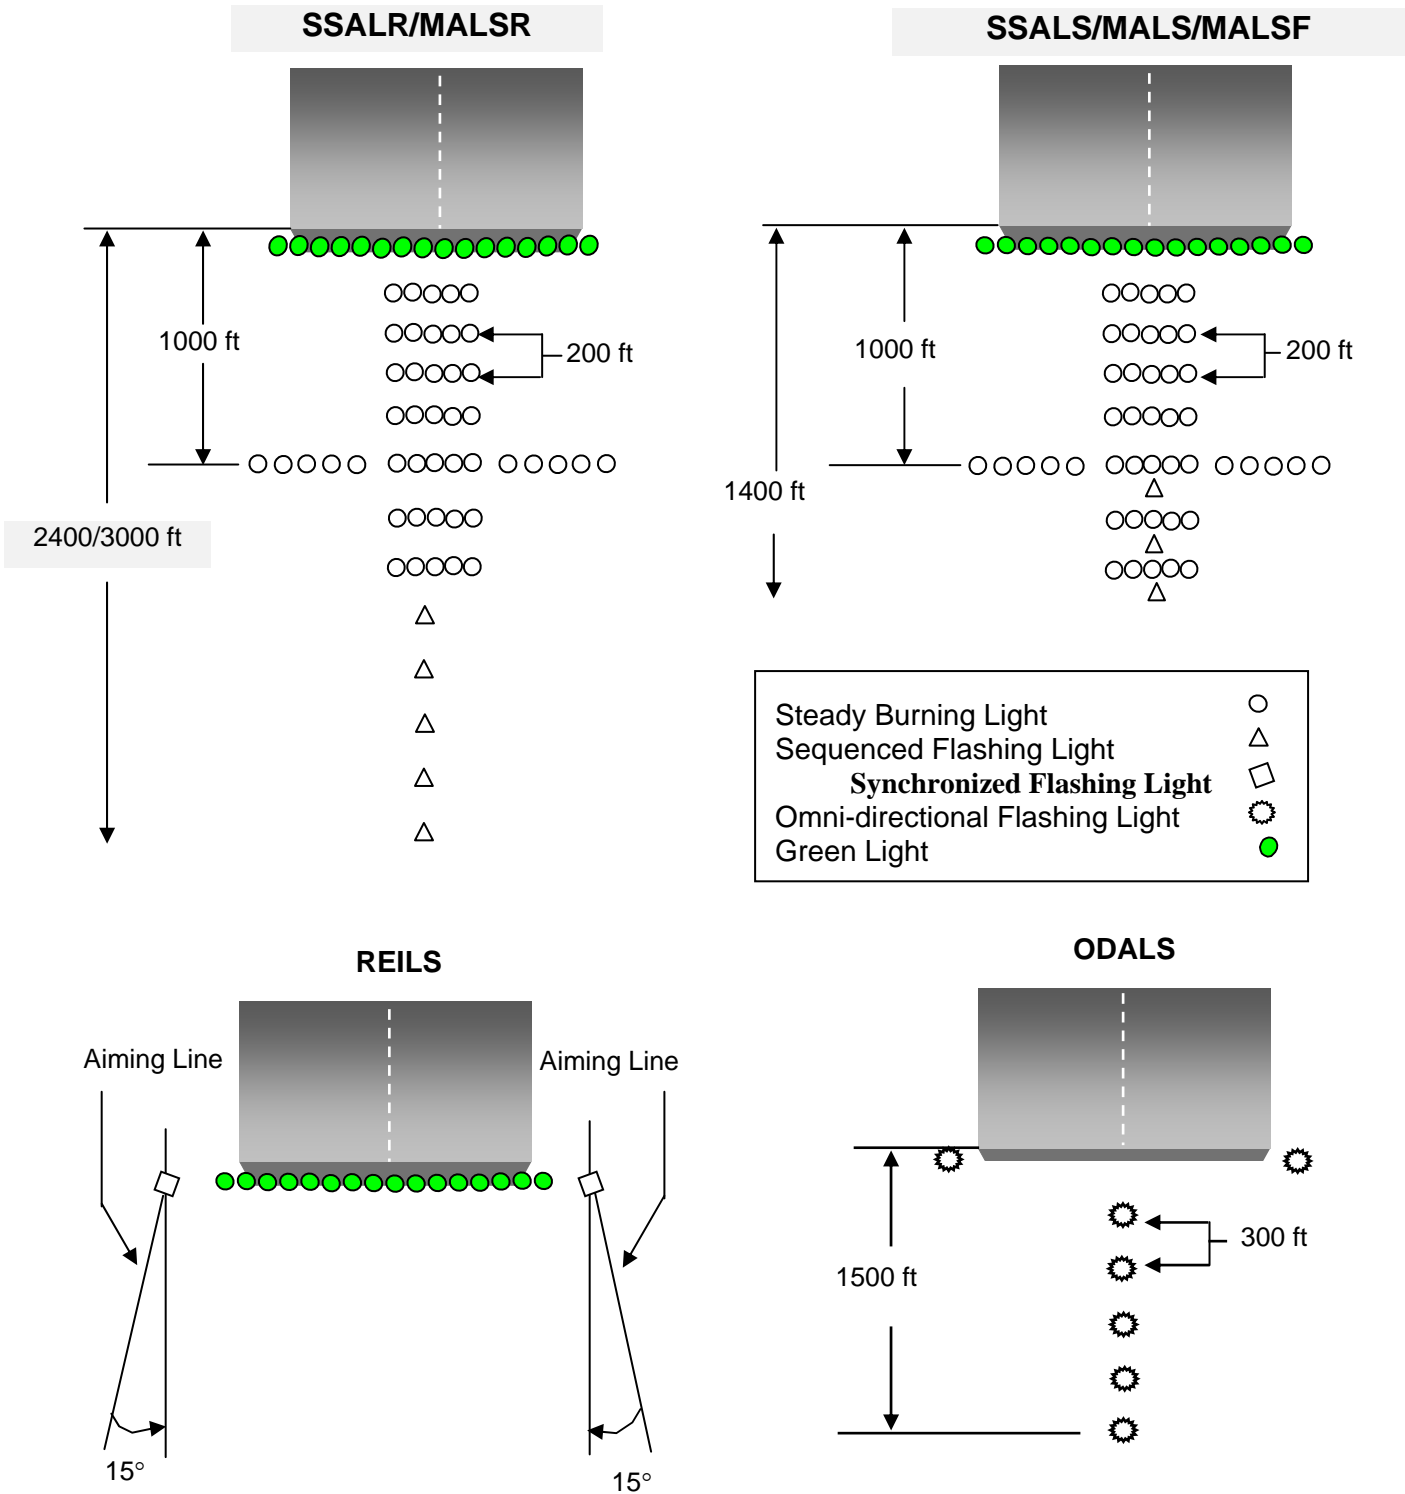 SSALR/MALSR
1000 ft
200 ft
2400/3000 ft
SSALS/MALS/MALSF
1000 ft
200 ft
1400 ft
Steady Burning Light
Sequenced Flashing Light
Synchronized Flashing Light
Omni-directional Flashing Light
Green Light
REILS
Aiming Line
Aiming Line
15°
15°
ODALS
300 ft
1500 ft